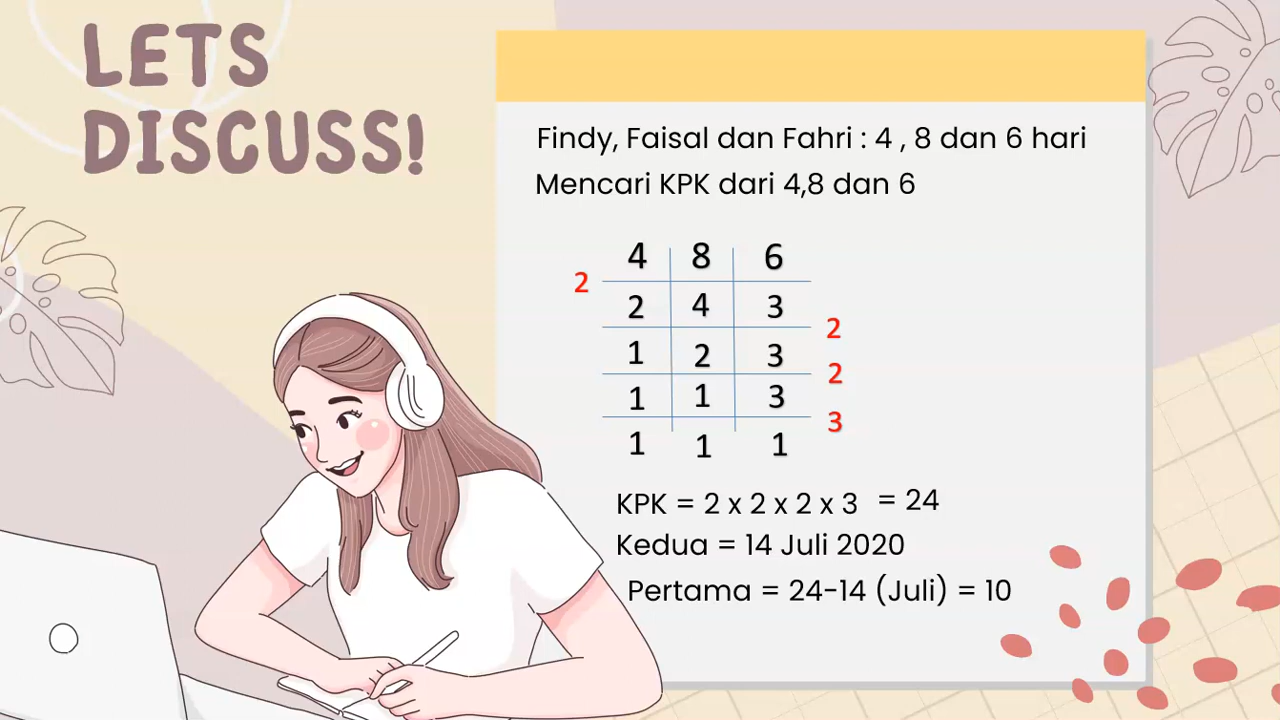 LETS
DISCUSS!
Findy, Faisal dan Fahri : 4 , 8 dan 6 hari
Mencari KPK dari 4,8 dan 6
4 8 6
2
2 4 3
2
1 2 3
2
1 1 3
3
1 1 1
KPK = 2 x 2 x 2 x 3 = 24
Kedua = 14 Juli 2020
Pertama = 24-14 (Juli) = 10